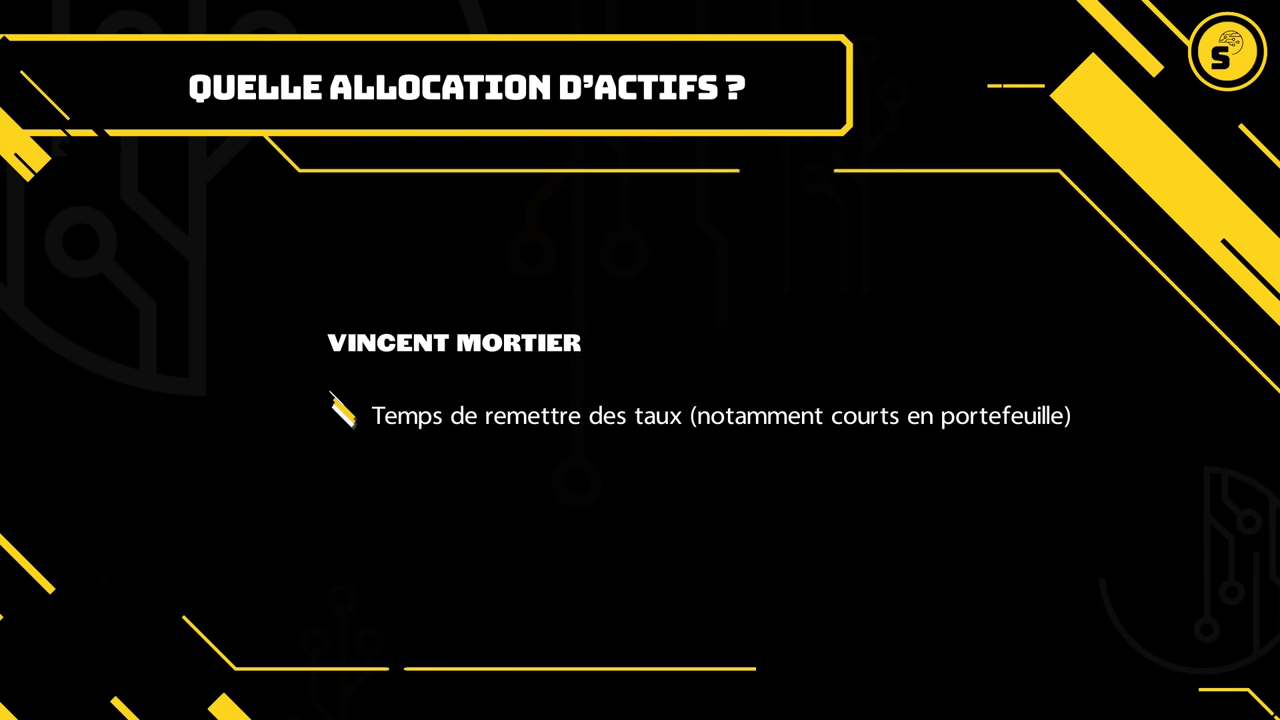 QUELLE ALLOCATION D'ACTIFS ?
S
VINCENT MORTIER
Temps de remettre des taux (notamment courts en portefeuille)